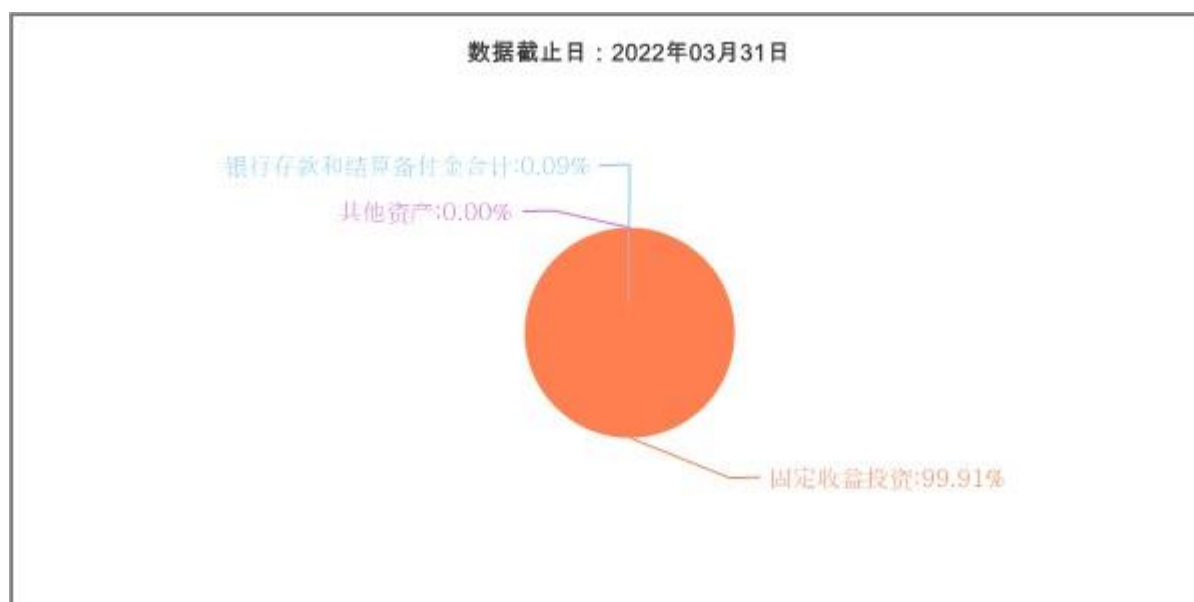 数据截止日：2022年03月31日
银行存款和结算备付金合计:0.09%
其他资产:0.00%
固定收益投资:99.91%